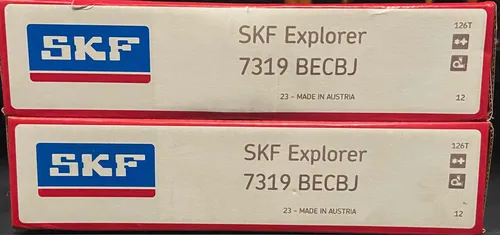 SKF
SKF Explorer
7319 BECBJ
126T
23 - MADE IN AUSTRIA
12
SKF
SKF Explorer
7319 BECBJ
126T
23 - MADE IN AUSTRIA
12